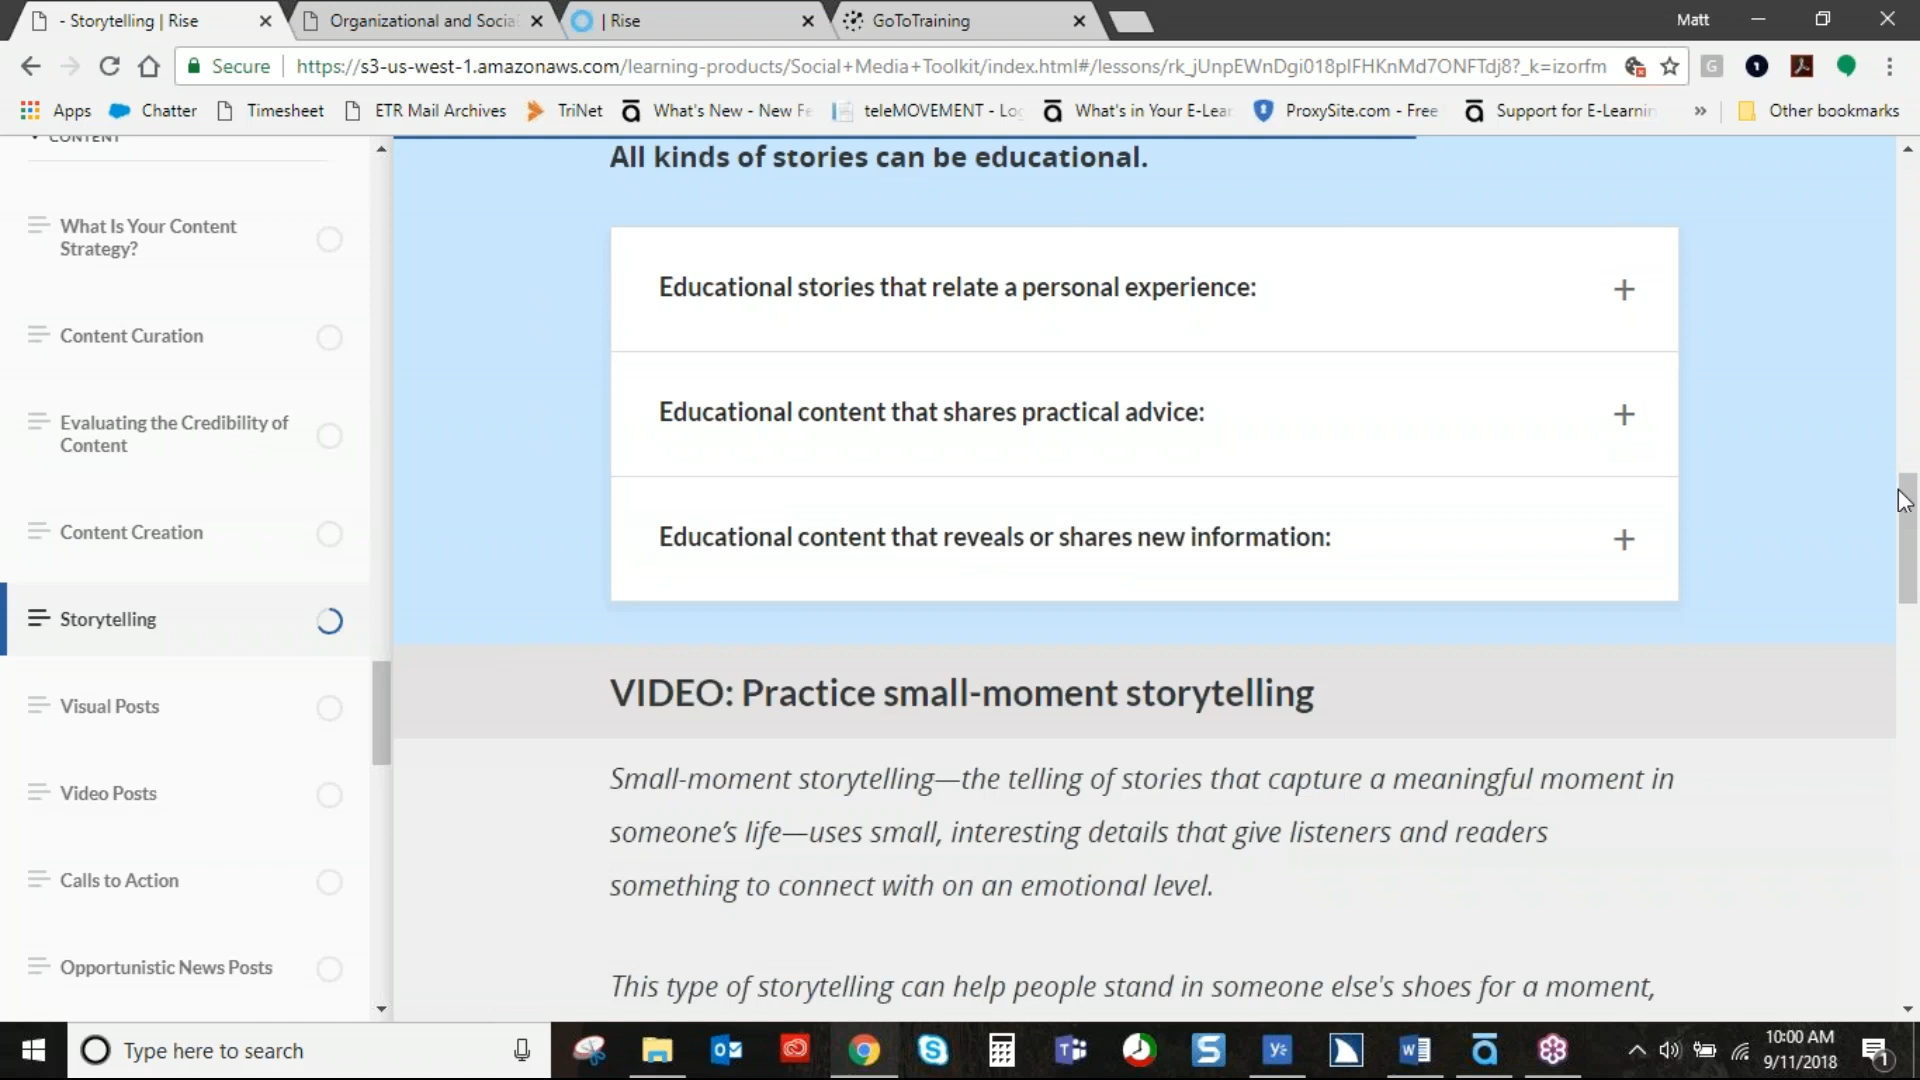 - Storytelling | Rise
Organizational and Socia
| Rise
GoToTraining
Matt
Secure
https://s3-us-west-1.amazonaws.com/learning-products/Social+Media+Toolkit/index.html#/lessons/rk_jUnpEWnDgi018plFHKnMd7ONFTdj8?_k=izorfm
Apps
Chatter
Timesheet
ETR Mail Archives
TriNet
What's New - New Fe
teleMOVEMENT - Lo
What's in Your E-Lear
ProxySite.com - Free
Support for E-Learnin
Other bookmarks
CONTENT
What Is Your Content
Strategy?
Content Curation
Evaluating the Credibility of
Content
Content Creation
Storytelling
Visual Posts
Video Posts
Calls to Action
Opportunistic News Posts
All kinds of stories can be educational.
Educational stories that relate a personal experience:
Educational content that shares practical advice:
Educational content that reveals or shares new information:
VIDEO: Practice small-moment storytelling
Small-moment storytelling—the telling of stories that capture a meaningful moment in
someone’s life—uses small, interesting details that give listeners and readers
something to connect with on an emotional level.
This type of storytelling can help people stand in someone else's shoes for a moment,
Type here to search
10:00 AM
9/11/2018
1